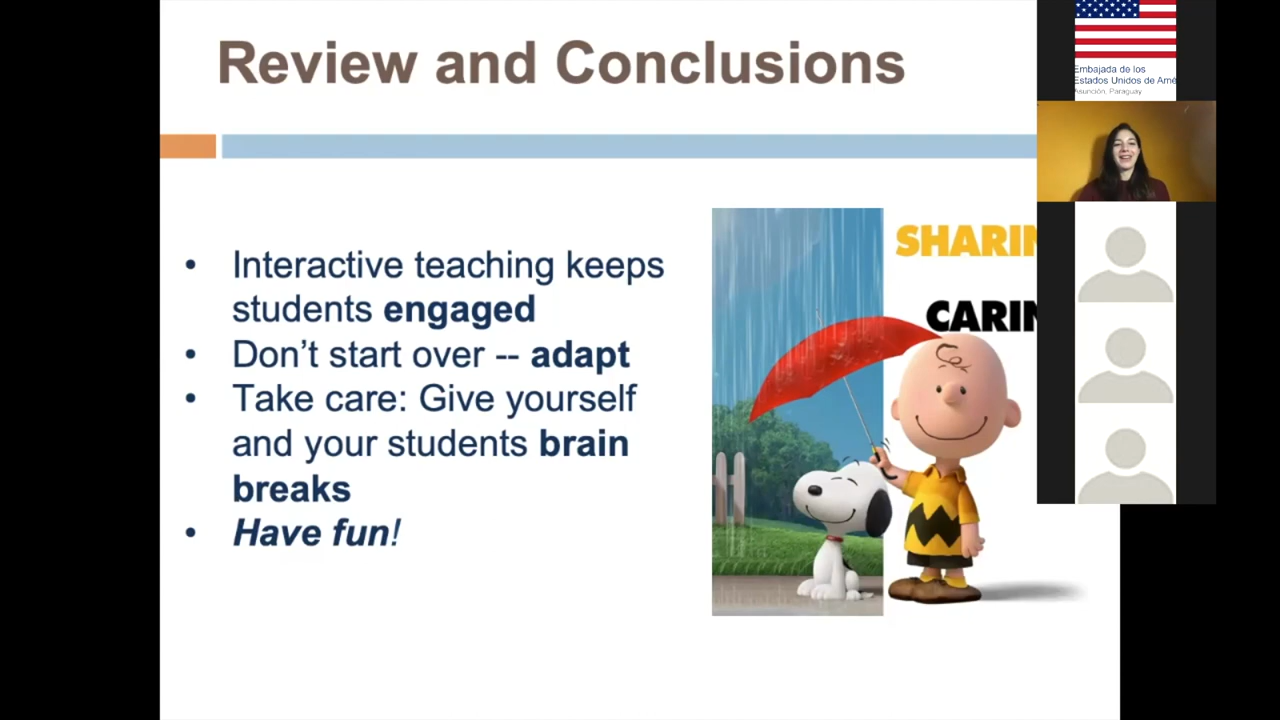 Review and Conclusions
• Interactive teaching keeps
students engaged
• Don't start over -- adapt
• Take care: Give yourself
and your students brain
breaks
• Have fun!
SHARIN
CARIN
Embajada de los
Estados Unidos de Amé
Asunción, Paraguay